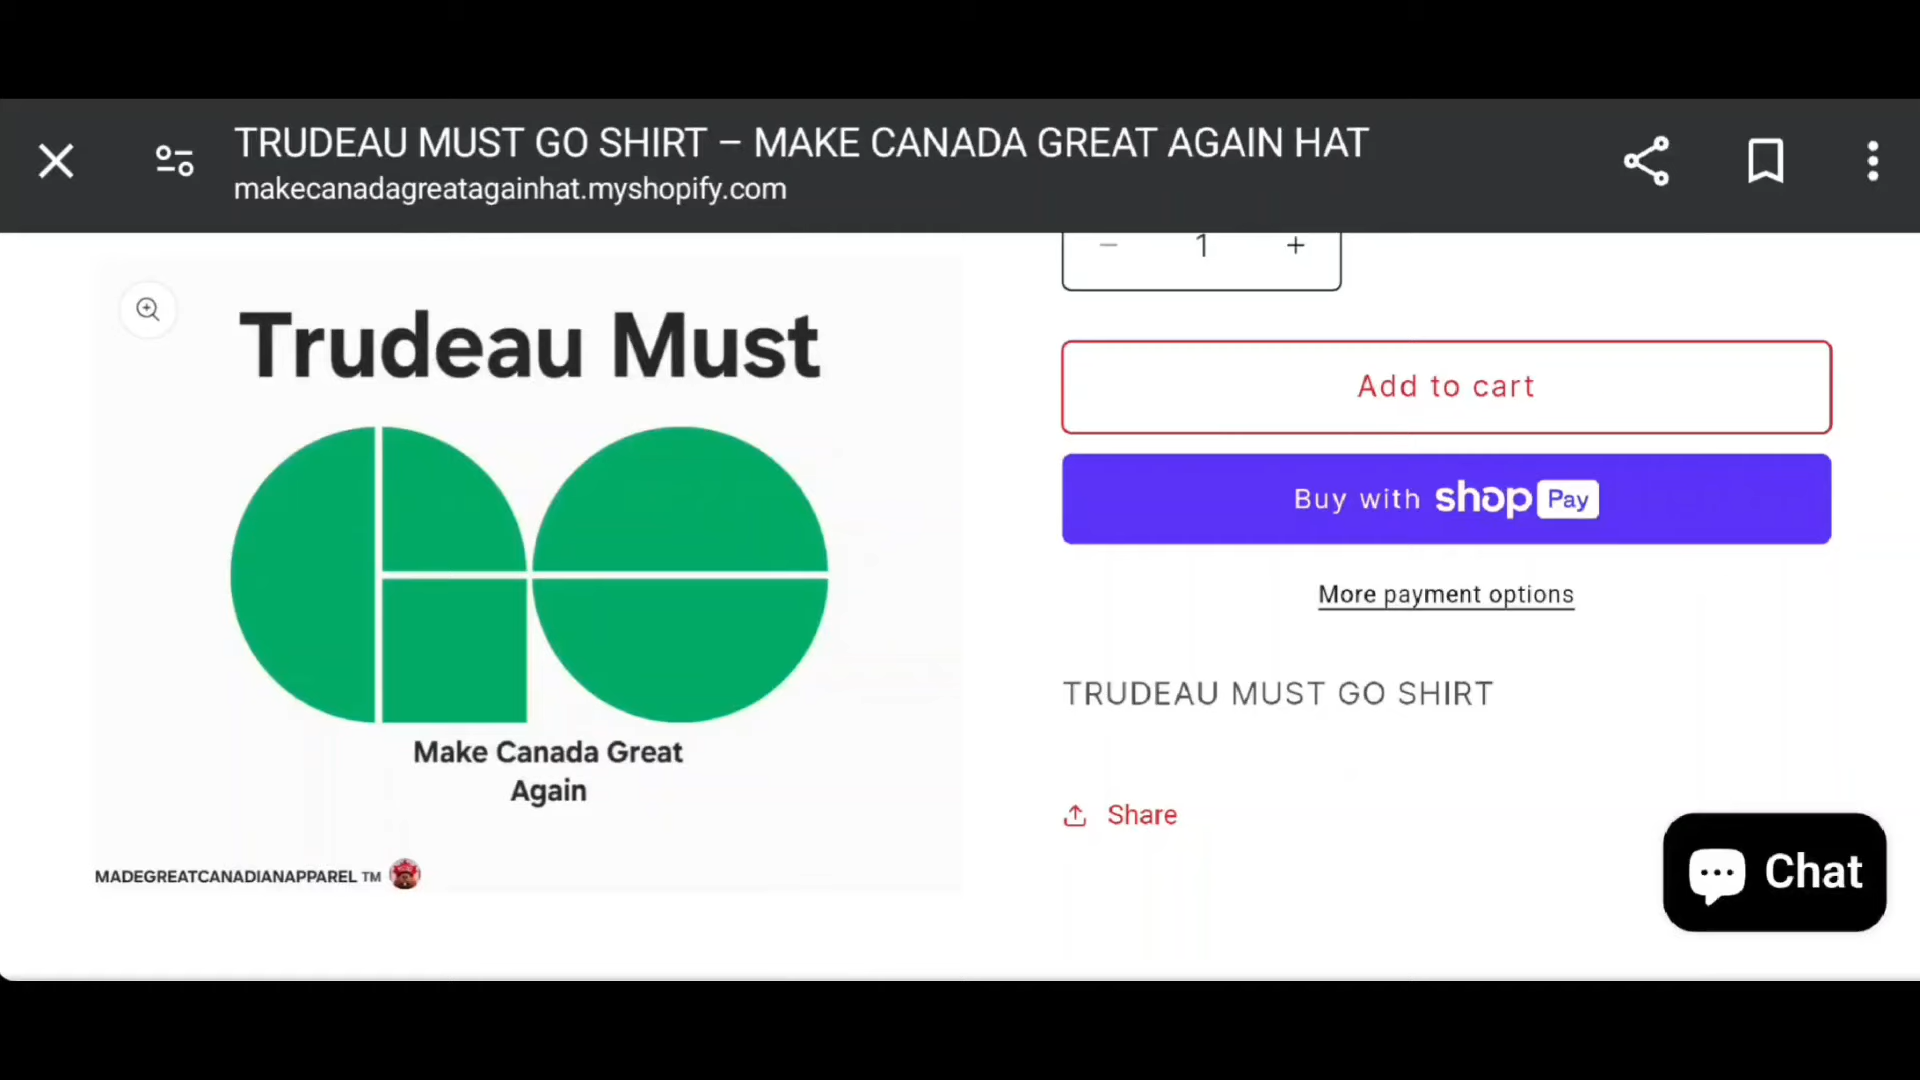 TRUDEAU MUST GO SHIRT – MAKE CANADA GREAT AGAIN HAT
makecanadagreatagainhat.myshopify.com
Trudeau Must
GO
Make Canada Great
Again
MADEGREATCANADIANAPPAREL TM
− 1 +
Add to cart
Buy with shop Pay
More payment options
TRUDEAU MUST GO SHIRT
Share
Chat